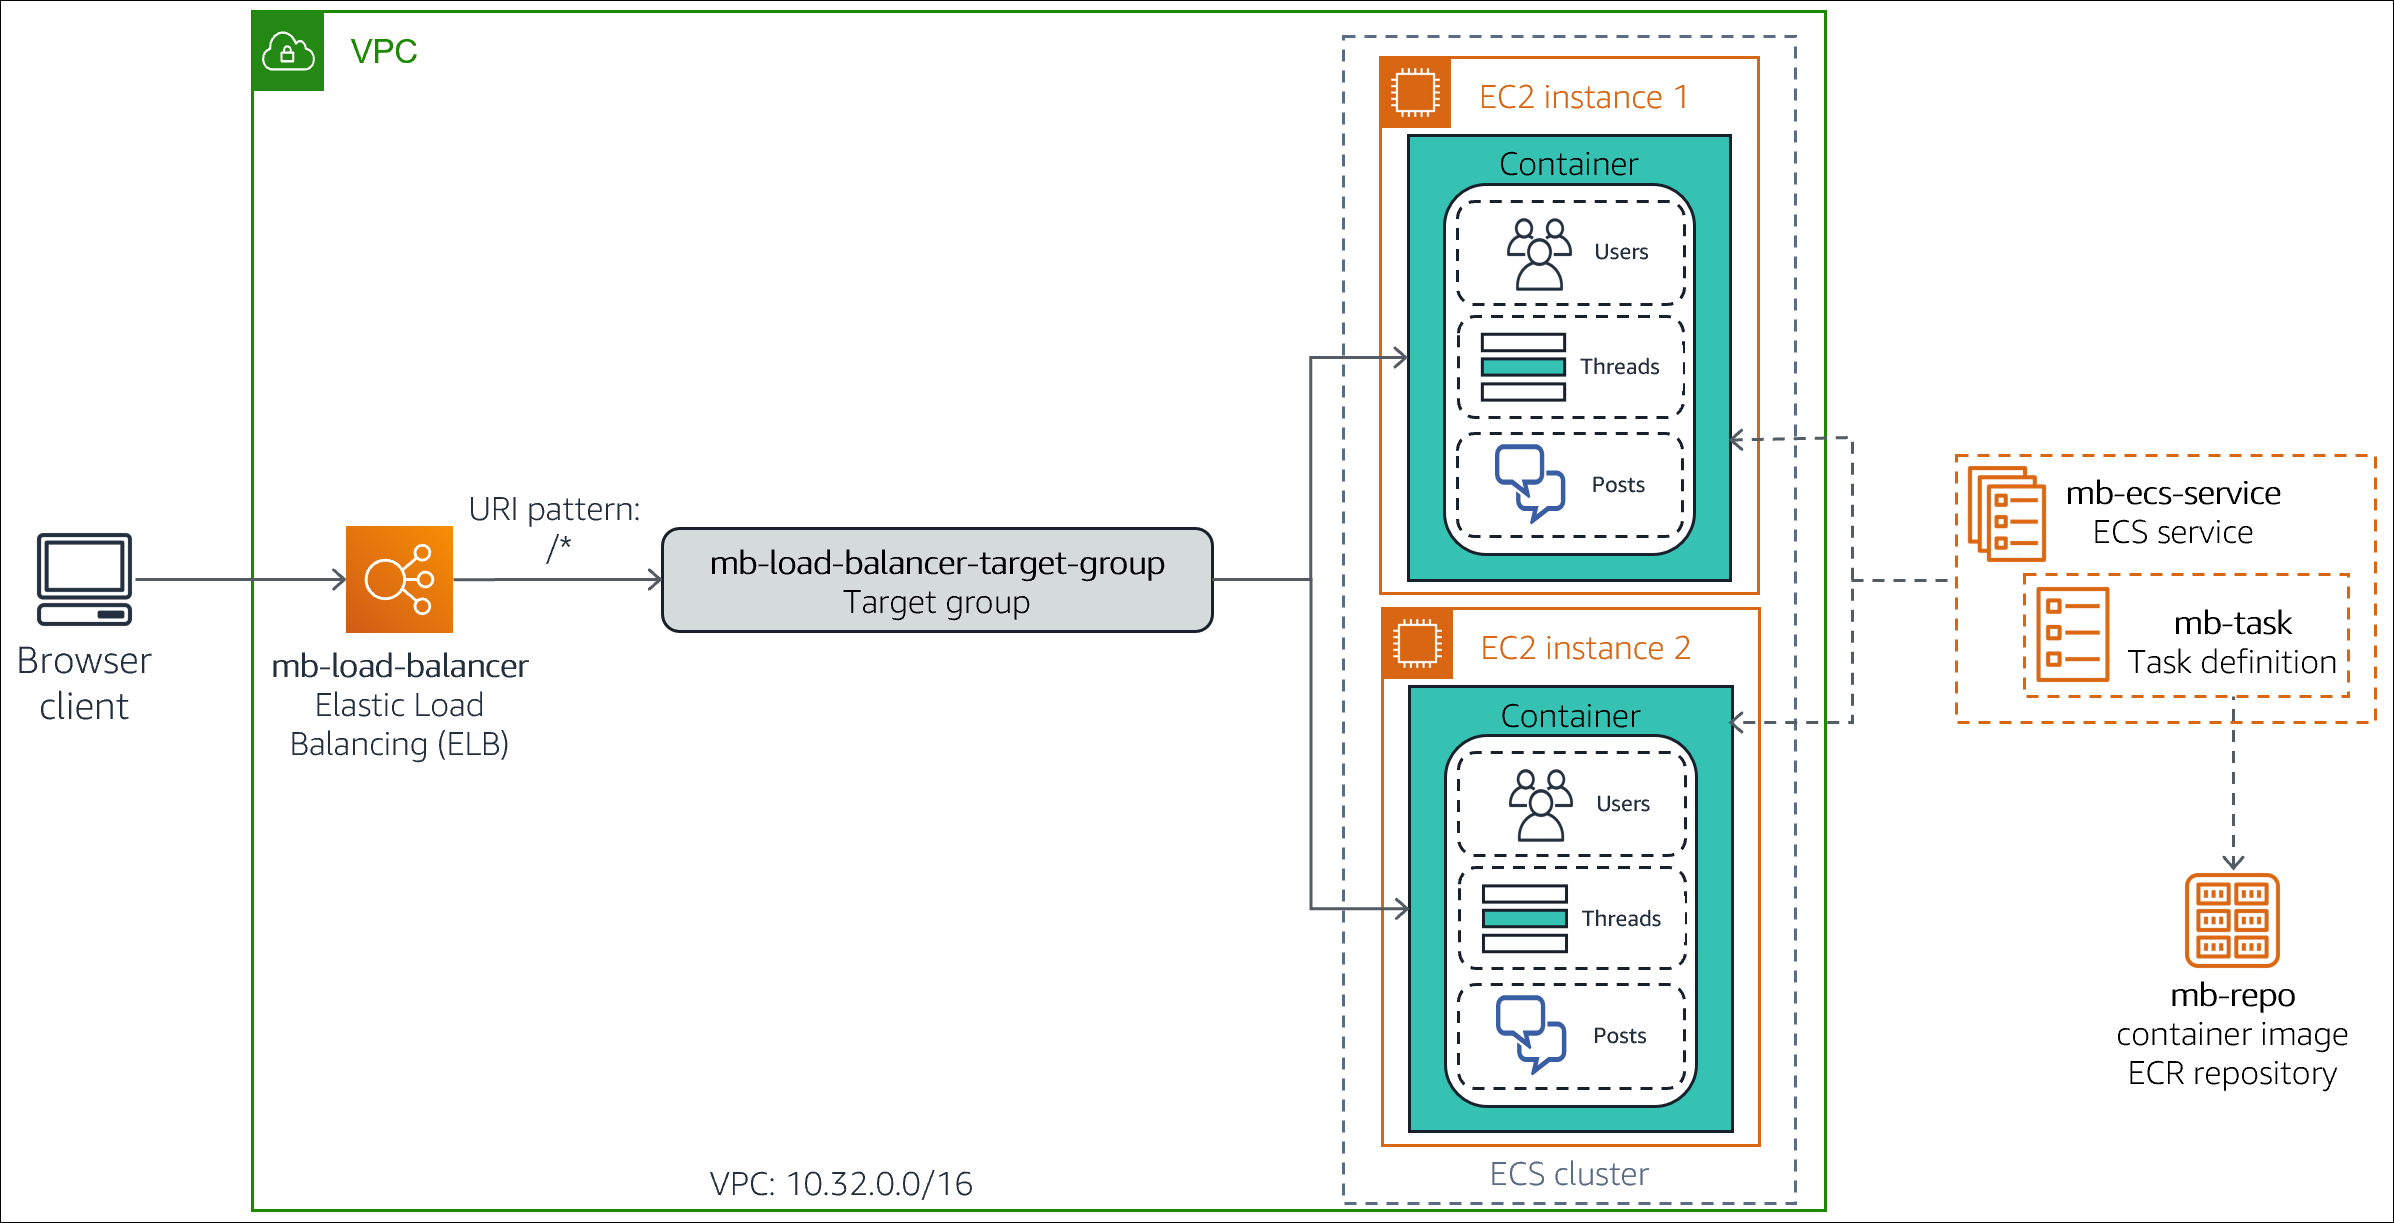 VPC
Browser
client
mb-load-balancer
Elastic Load
Balancing (ELB)
URI pattern:
/*
mb-load-balancer-target-group
Target group
EC2 instance 1
Container
Users
Threads
Posts
EC2 instance 2
Container
Users
Threads
Posts
ECS cluster
VPC: 10.32.0.0/16
mb-ecs-service
ECS service
mb-task
Task definition
mb-repo
container image
ECR repository